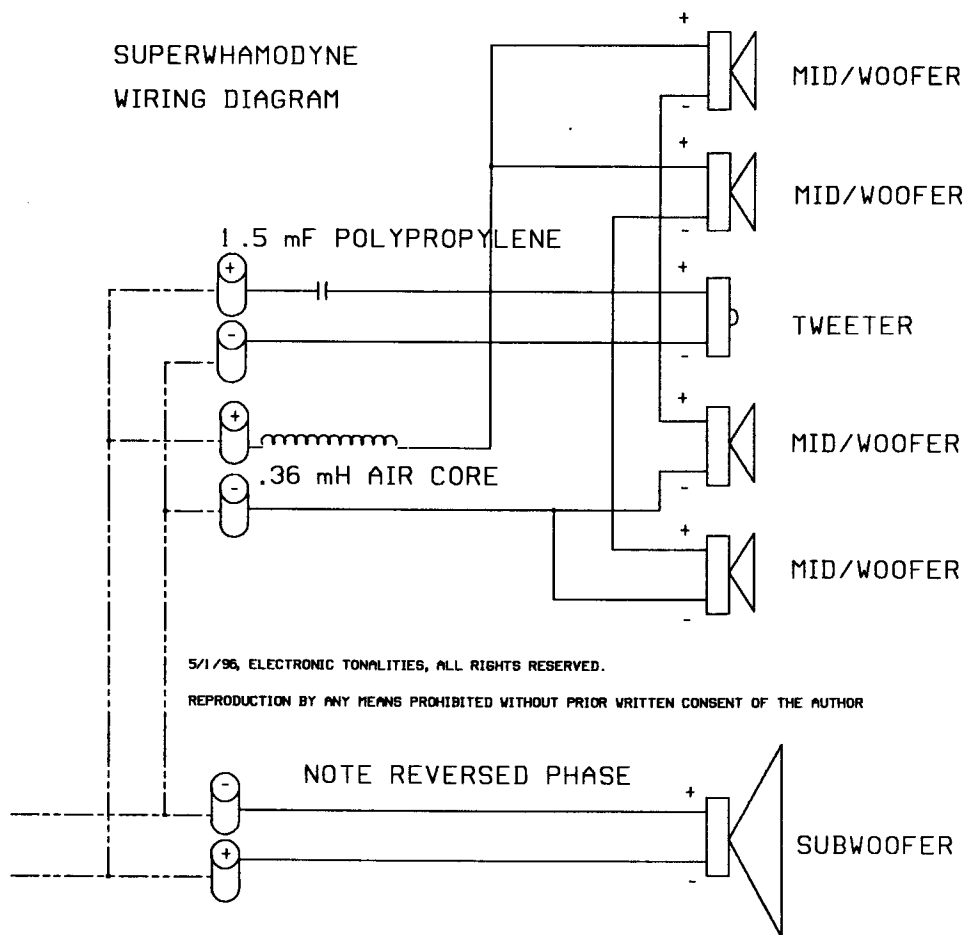 SUPERWHAMODYNE
WIRING DIAGRAM
+
MID/WOOFER
-
+
MID/WOOFER
-
1.5 mF POLYPROPYLENE
+
+
TWEETER
-
-
+
+
MID/WOOFER
.36 mH AIR CORE
-
-
+
MID/WOOFER
-
5/1/96, ELECTRONIC TONALITIES, ALL RIGHTS RESERVED.
REPRODUCTION BY ANY MEANS PROHIBITED WITHOUT PRIOR WRITTEN CONSENT OF THE AUTHOR
NOTE REVERSED PHASE
-
+
SUBWOOFER
+
-